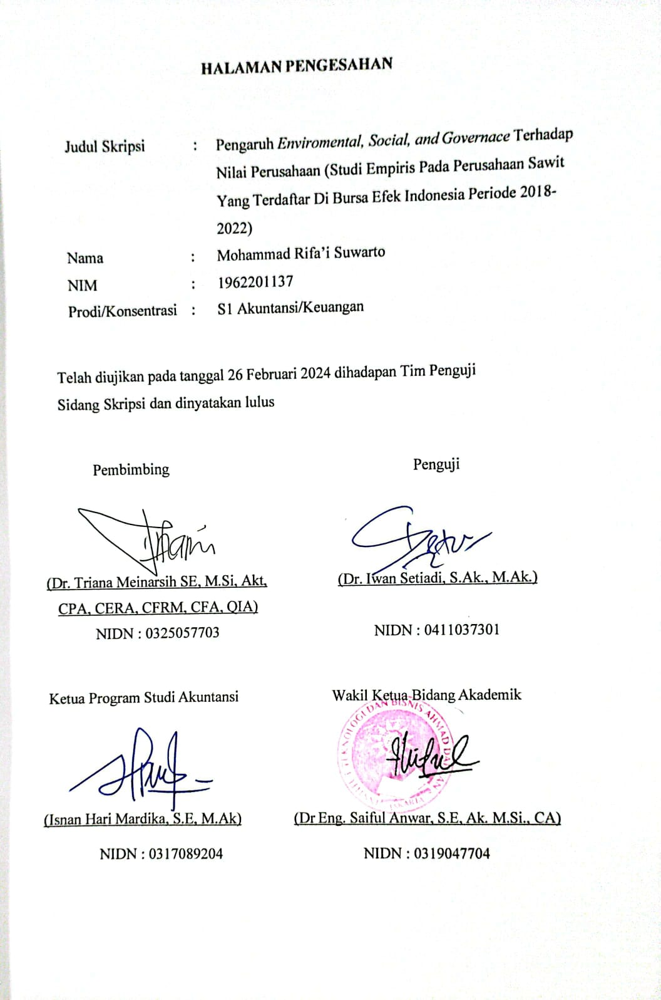 HALAMAN PENGESAHAN
Judul Skripsi : Pengaruh Enviromental, Social, and Governace Terhadap
Nilai Perusahaan (Studi Empiris Pada Perusahaan Sawit
Yang Terdaftar Di Bursa Efek Indonesia Periode 2018-
2022)
Nama : Mohammad Rifa’i Suwarto
NIM : 1962201137
Prodi/Konsentrasi : S1 Akuntansi/Keuangan
Telah diujikan pada tanggal 26 Februari 2024 dihadapan Tim Penguji
Sidang Skripsi dan dinyatakan lulus
Pembimbing Penguji
(Dr. Triana Meinarsih SE, M.Si, Akt, (Dr. Iwan Setiadi, S.Ak., M.Ak.)
CPA, CERA, CFRM, CFA, QIA)
NIDN : 0325057703 NIDN : 0411037301
Ketua Program Studi Akuntansi Wakil Ketua Bidang Akademik
TEKNOLOGI DAN BISNIS AHMAD DA
JAKARTA
(Isnan Hari Mardika, S.E, M.Ak) (Dr Eng. Saiful Anwar, S.E, Ak. M.Si., CA)
NIDN : 0317089204 NIDN : 0319047704